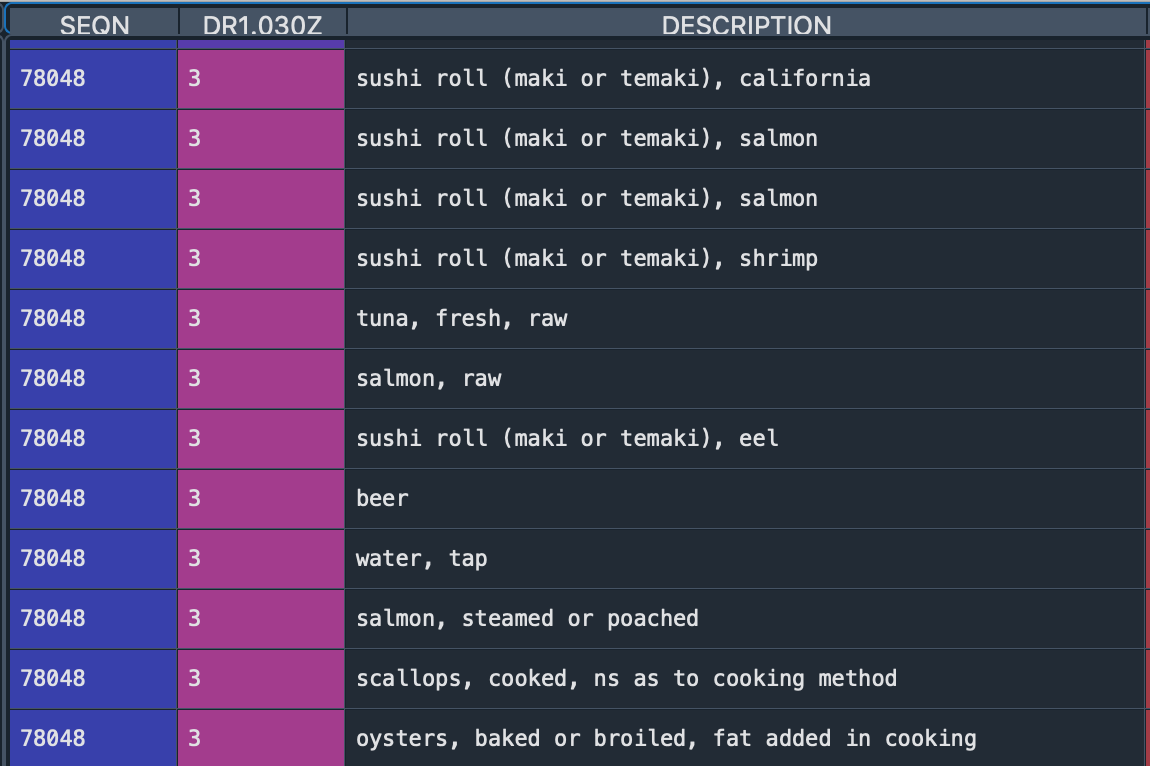 SEQN DR1.030Z DESCRIPTION
78048 3 sushi roll (maki or temaki), california
78048 3 sushi roll (maki or temaki), salmon
78048 3 sushi roll (maki or temaki), salmon
78048 3 sushi roll (maki or temaki), shrimp
78048 3 tuna, fresh, raw
78048 3 salmon, raw
78048 3 sushi roll (maki or temaki), eel
78048 3 beer
78048 3 water, tap
78048 3 salmon, steamed or poached
78048 3 scallops, cooked, ns as to cooking method
78048 3 oysters, baked or broiled, fat added in cooking